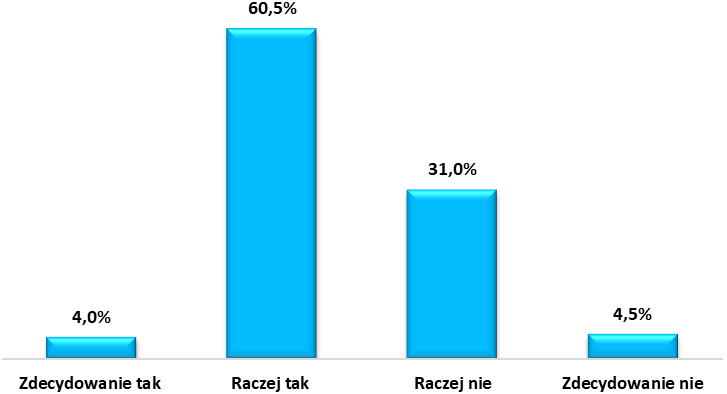 60,5%
31,0%
4,0%
4,5%
Zdecydowanie tak
Raczej tak
Raczej nie
Zdecydowanie nie